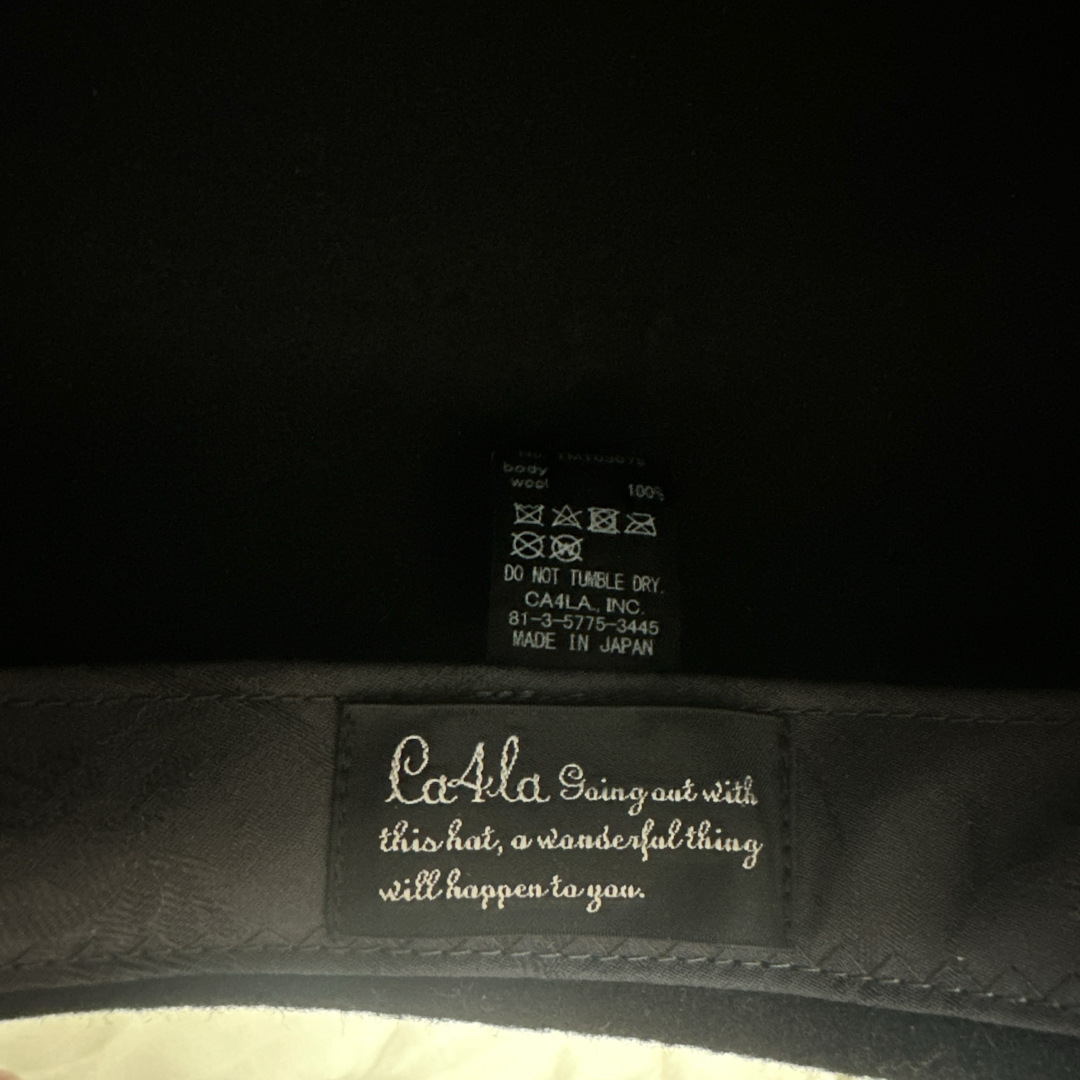 body
wool 100%
DO NOT TUMBLE DRY.
CA4LA., INC.
81-3-5775-3445
MADE IN JAPAN
Ca4la Going out with
this hat, a wonderful thing
will happen to you.